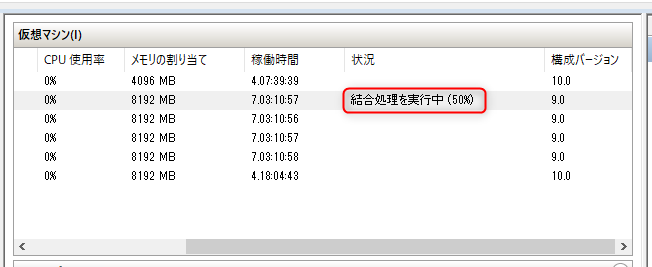 仮想マシン(I)
CPU 使用率 メモリの割り当て 稼働時間 状況 構成バージョン
0% 4096 MB 4.07:39:39 10.0
0% 8192 MB 7.03:10:57 結合処理を実行中 (50%) 9.0
0% 8192 MB 7.03:10:56 9.0
0% 8192 MB 7.03:10:57 9.0
0% 8192 MB 7.03:10:58 9.0
0% 8192 MB 4.18:04:43 10.0